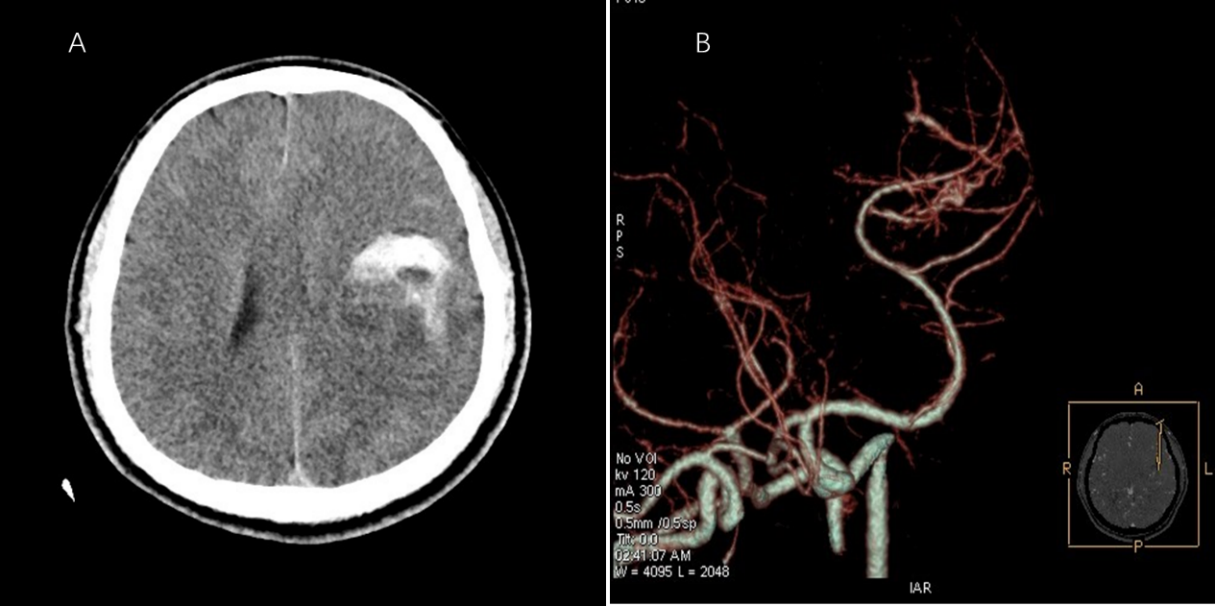 A
B
R
P
S
No VOI
kv 120
mA 300
0.5s
0.5mm /0.5sp
Tilt: 0.0
02:41:07 AM
W = 4095 L = 2048
IAR
A
R
L
P